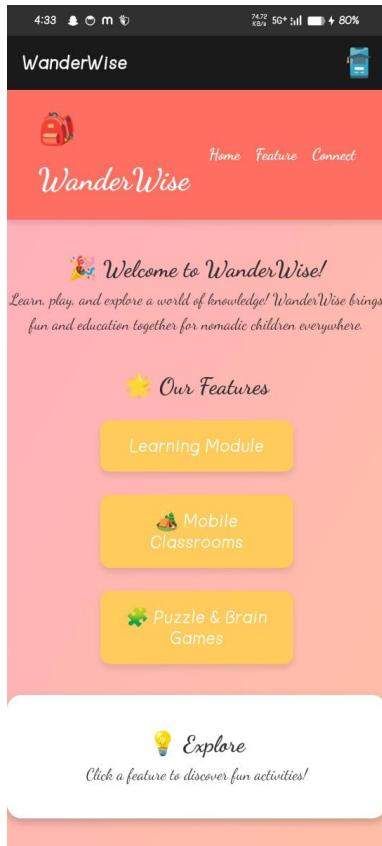 4:33 74.72 KB/s 5G+ 80%
WanderWise
WanderWise
Home Feature Connect
🎉 Welcome to WanderWise!
Learn, play, and explore a world of knowledge! WanderWise brings
fun and education together for nomadic children everywhere.
🌟 Our Features
Learning Module
🏕️ Mobile
Classrooms
🧩 Puzzle & Brain
Games
💡 Explore
Click a feature to discover fun activities!